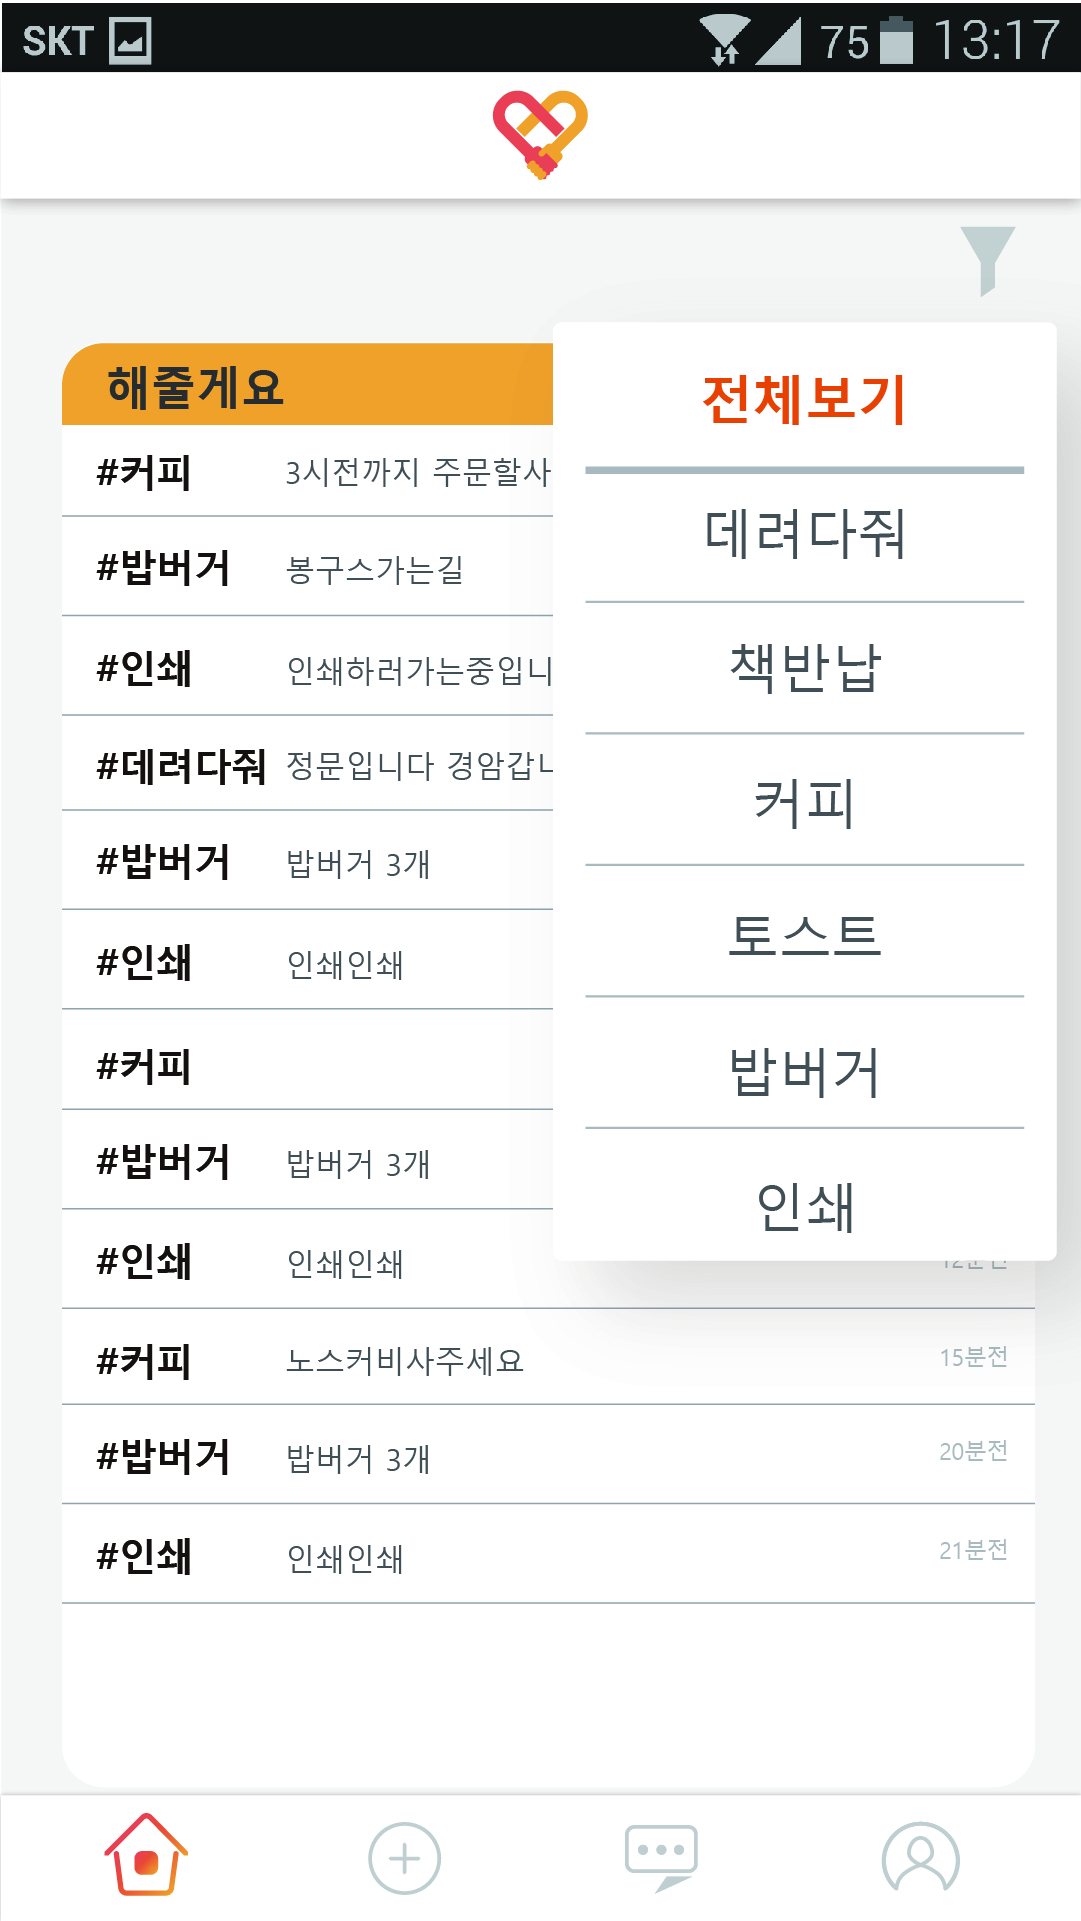 SKT 75 13:17
해줄게요
#커피 3시전까지 주문할사
#밥버거 봉구스가는길
#인쇄 인쇄하러가는중입니
#데려다줘 정문입니다 경암갑
#밥버거 밥버거 3개
#인쇄 인쇄인쇄
#커피
#밥버거 밥버거 3개
#인쇄 인쇄인쇄 12분전
#커피 노스커비사주세요 15분전
#밥버거 밥버거 3개 20분전
#인쇄 인쇄인쇄 21분전
전체보기
데려다줘
책반납
커피
토스트
밥버거
인쇄